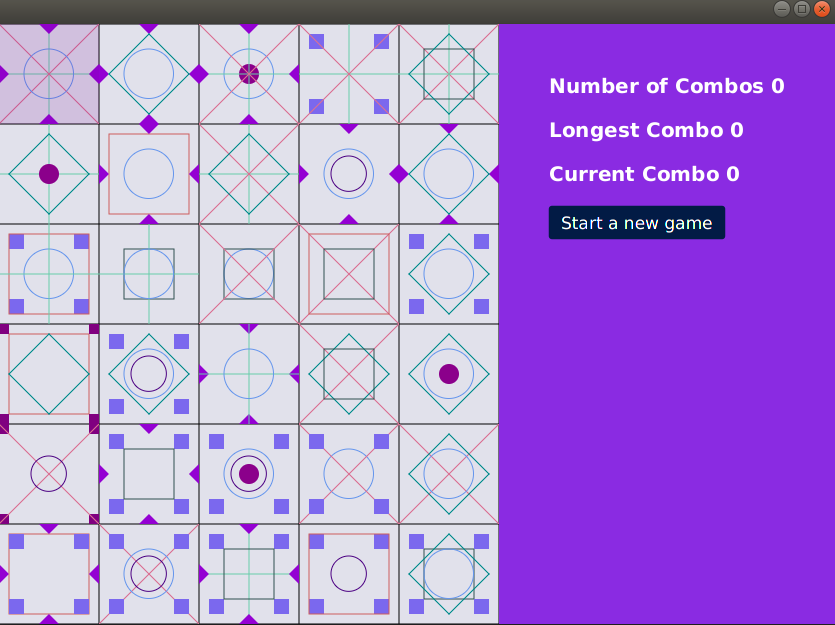 Number of Combos 0
Longest Combo 0
Current Combo 0
Start a new game